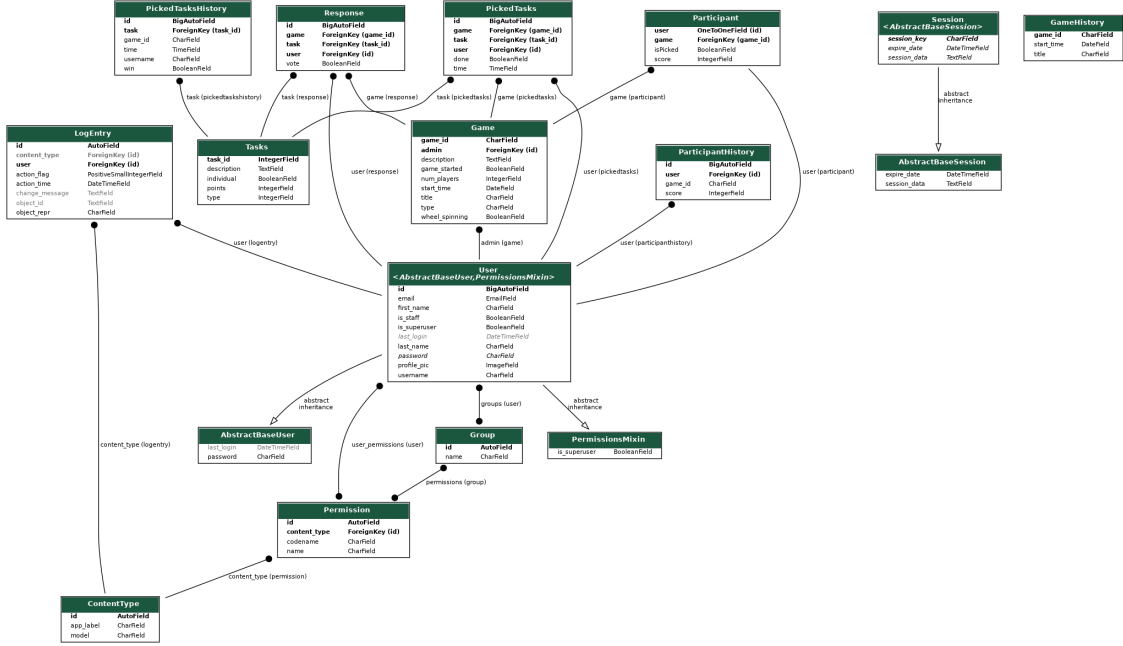 PickedTasksHistory
id BigAutoField
task ForeignKey (task_id)
game_id CharField
time TimeField
username CharField
win BooleanField
Response
id BigAutoField
game ForeignKey (game_id)
task ForeignKey (task_id)
user ForeignKey (id)
vote BooleanField
PickedTasks
id BigAutoField
game ForeignKey (game_id)
task ForeignKey (task_id)
user ForeignKey (id)
done BooleanField
time TimeField
Participant
user OneToOneField (id)
game ForeignKey (game_id)
isPicked BooleanField
score IntegerField
Session
<AbstractBaseSession>
session_key CharField
expire_date DateTimeField
session_data TextField
GameHistory
game_id CharField
start_time DateField
title CharField
task (pickedtaskshistory)
task (response)
game (response)
task (pickedtasks)
game (pickedtasks)
game (participant)
abstract
inheritance
LogEntry
id AutoField
content_type ForeignKey (id)
user ForeignKey (id)
action_flag PositiveSmallIntegerField
action_time DateTimeField
change_message TextField
object_id TextField
object_repr CharField
Tasks
task_id IntegerField
description TextField
individual BooleanField
points IntegerField
type IntegerField
Game
game_id CharField
admin ForeignKey (id)
description TextField
game_started BooleanField
num_players IntegerField
start_time DateField
title CharField
type CharField
wheel_spinning BooleanField
ParticipantHistory
id BigAutoField
user ForeignKey (id)
game_id CharField
score IntegerField
AbstractBaseSession
expire_date DateTimeField
session_data TextField
user (response)
user (pickedtasks)
user (participant)
user (logentry)
admin (game)
user (participanthistory)
User
<AbstractBaseUser,PermissionsMixin>
id BigAutoField
email EmailField
first_name CharField
is_staff BooleanField
is_superuser BooleanField
last_login DateTimeField
last_name CharField
password CharField
profile_pic ImageField
username CharField
abstract
inheritance
groups (user)
abstract
inheritance
content_type (logentry)
user_permissions (user)
AbstractBaseUser
last_login DateTimeField
password CharField
Group
id AutoField
name CharField
PermissionsMixin
is_superuser BooleanField
permissions (group)
Permission
id AutoField
content_type ForeignKey (id)
codename CharField
name CharField
content_type (permission)
ContentType
id AutoField
app_label CharField
model CharField